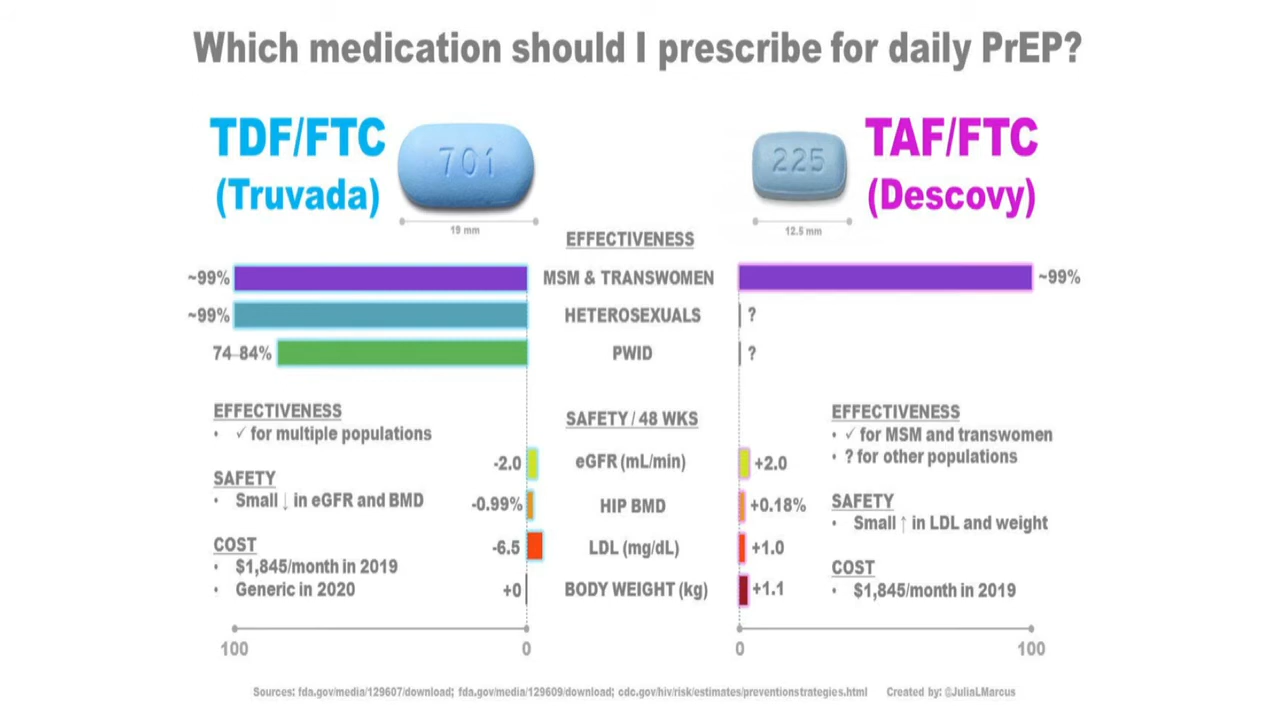 Which medication should I prescribe for daily PrEP?
TDF/FTC
(Truvada)
701
19 mm
225
12.5 mm
TAF/FTC
(Descovy)
EFFECTIVENESS
~99% MSM & TRANSWOMEN ~99%
~99% HETEROSEXUALS ?
74-84% PWID ?
EFFECTIVENESS
• ✓ for multiple populations
SAFETY
• Small ↓ in eGFR and BMD
COST
• $1,845/month in 2019
• Generic in 2020
SAFETY / 48 WKS
-2.0 eGFR (mL/min) +2.0
-0.99% HIP BMD +0.18%
-6.5 LDL (mg/dL) +1.0
+0 BODY WEIGHT (kg) +1.1
EFFECTIVENESS
• ✓ for MSM and transwomen
• ? for other populations
SAFETY
• Small ↑ in LDL and weight
COST
• $1,845/month in 2019
100 0 0 100
Sources: fda.gov/media/129607/download; fda.gov/media/129609/download; cdc.gov/hiv/risk/estimates/preventionstrategies.html Created by: @JuliaLMarcus